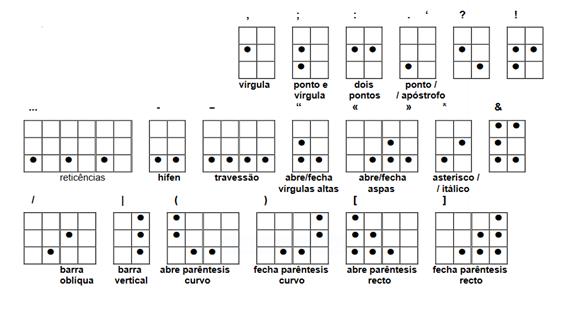 , ; : . ‘ ? !
vírgula ponto e dois ponto /
vírgula pontos / apóstrofo
... - – “ « » * &
reticências hífen travessão abre/fecha abre/fecha asterisco /
vírgulas altas aspas / itálico
/ | ( ) [ ]
barra barra abre parêntesis fecha parêntesis abre parêntesis fecha parêntesis
oblíqua vertical curvo curvo recto recto